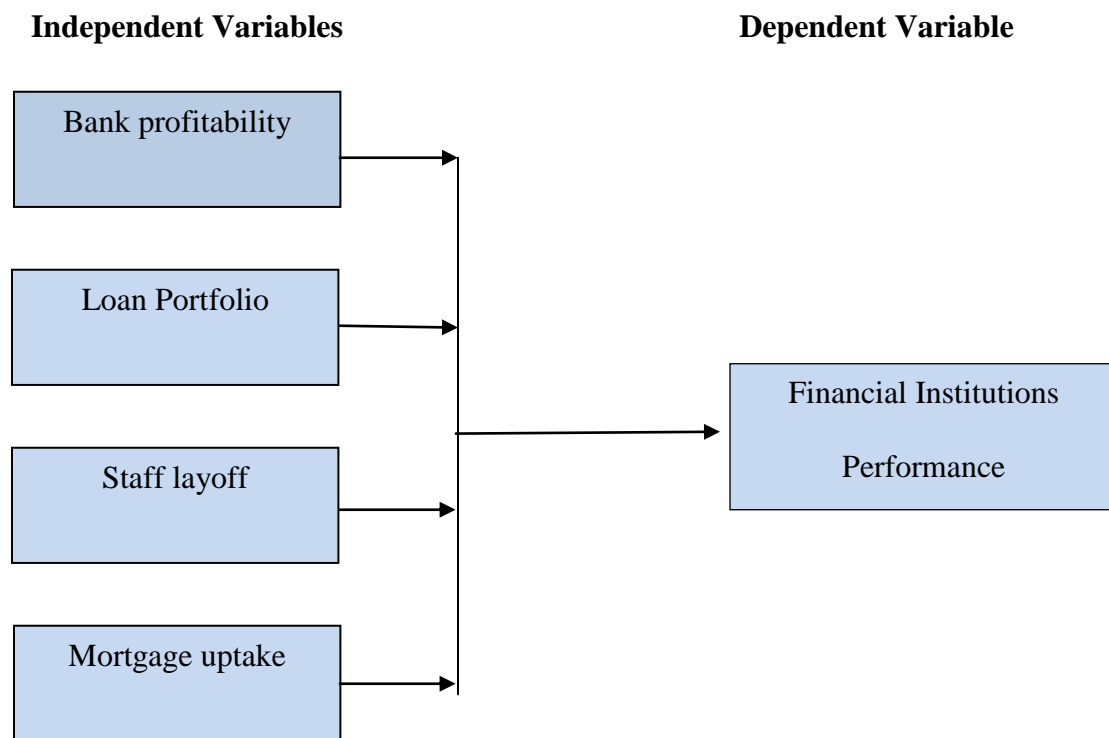 Independent Variables
Dependent Variable
Bank profitability
Loan Portfolio
Staff layoff
Mortgage uptake
Financial Institutions
Performance